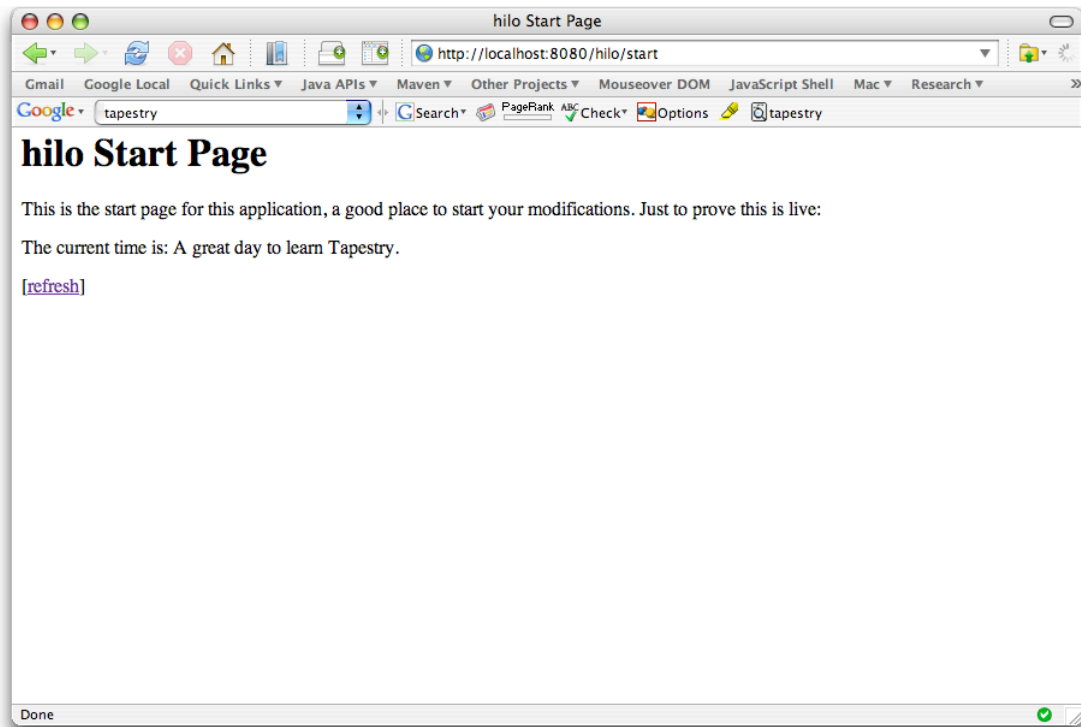 hilo Start Page
http://localhost:8080/hilo/start
Gmail Google Local Quick Links Java APIs Maven Other Projects Mouseover DOM JavaScript Shell Mac Research »
Google tapestry G Search PageRank ABC Check Options tapestry
hilo Start Page
This is the start page for this application, a good place to start your modifications. Just to prove this is live:
The current time is: A great day to learn Tapestry.
[refresh]
Done